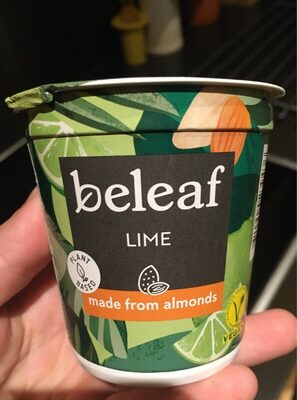 beleaf
LIME
PLANT
BASED
made from almonds
VEGAN